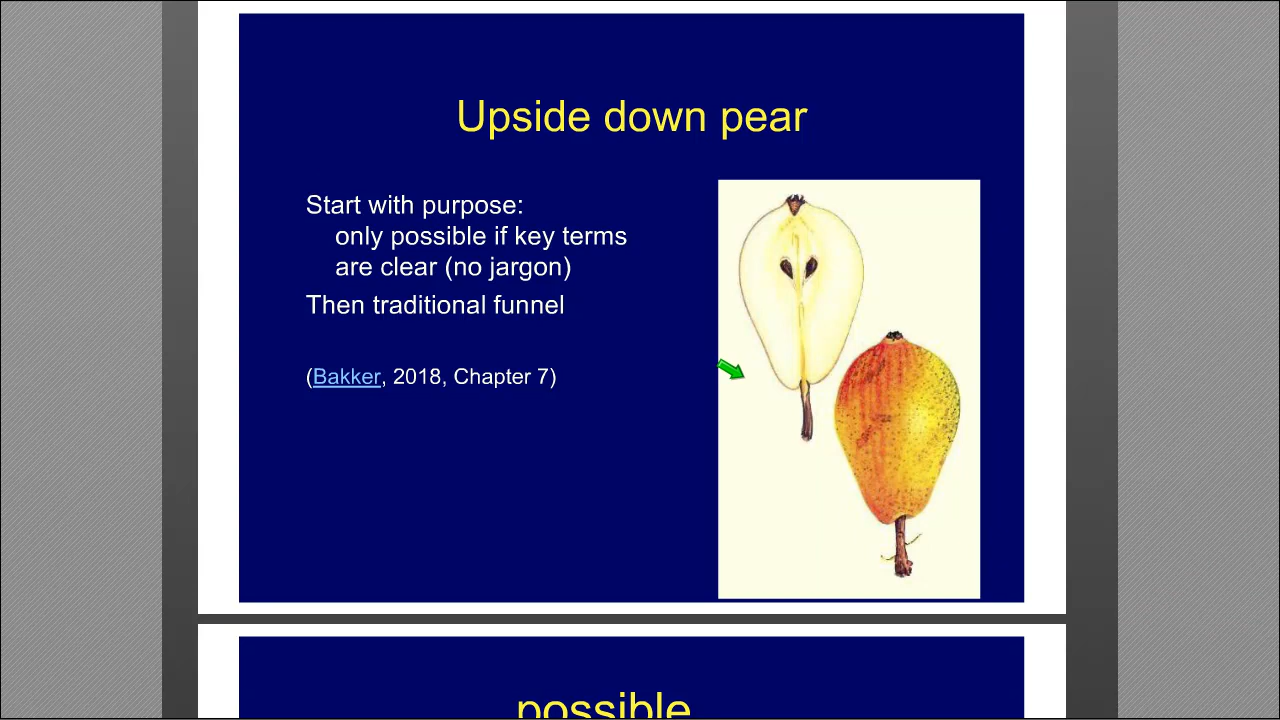 Upside down pear
Start with purpose:
only possible if key terms
are clear (no jargon)
Then traditional funnel
(Bakker, 2018, Chapter 7)
possible